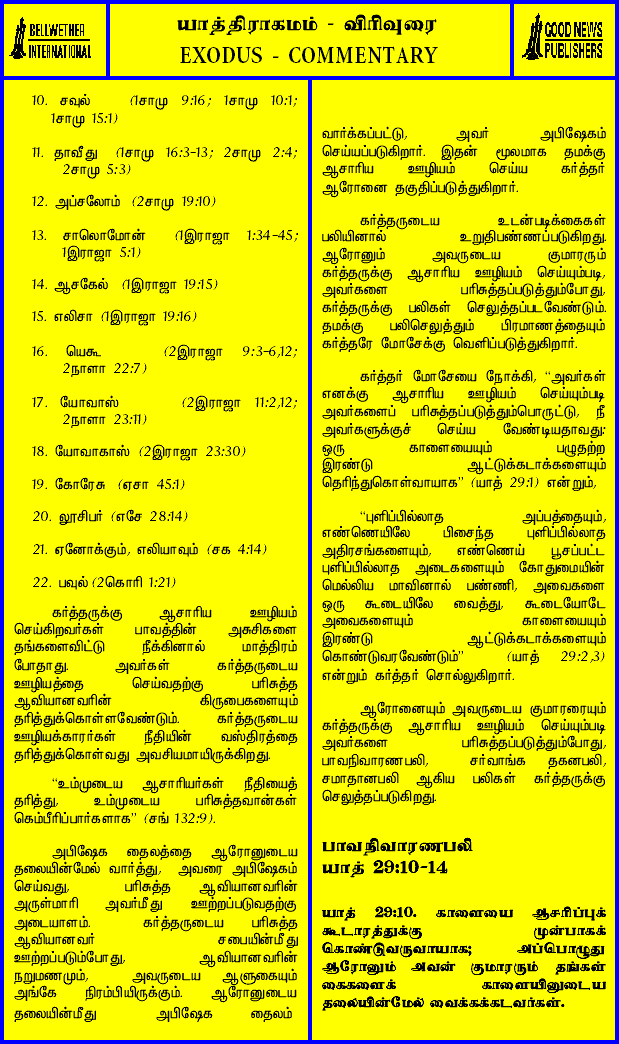 BELLWETHER
INTERNATIONAL
யாத்திராகமம் - விரிவுரை
EXODUS - COMMENTARY
GOOD NEWS
PUBLISHERS
10. சவுல் (1சாமு 9:16; 1சாமு 10:1;
1சாமு 15:1)
11. தாவீது (1சாமு 16:3-13; 2சாமு 2:4;
2சாமு 5:3)
12. அப்சலோம் (2சாமு 19:10)
13. சாலொமோன் (1இராஜா 1:34-45;
1இராஜா 5:1)
14. ஆசகேல் (1இராஜா 19:15)
15. எலிசா (1இராஜா 19:16)
16. யெகூ (2இராஜா 9:3-6,12;
2நாளா 22:7)
17. யோவாஸ் (2இராஜா 11:2,12;
2நாளா 23:11)
18. யோவாகாஸ் (2இராஜா 23:30)
19. கோரேசு (ஏசா 45:1)
20. லூசிபர் (எசே 28:14)
21. ஏனோக்கும், எலியாவும் (சக 4:14)
22. பவுல் (2கொரி 1:21)
கர்த்தருக்கு ஆசாரிய ஊழியம்
செய்கிறவர்கள் பாவத்தின் அசுசிகளை
தங்களைவிட்டு நீக்கினால் மாத்திரம்
போதாது. அவர்கள் கர்த்தருடைய
ஊழியத்தை செய்வதற்கு பரிசுத்த
ஆவியானவரின் கிருபைகளையும்
தரித்துக்கொள்ளவேண்டும். கர்த்தருடைய
ஊழியக்காரர்கள் நீதியின் வஸ்திரத்தை
தரித்துக்கொள்வது அவசியமாயிருக்கிறது.
“உம்முடைய ஆசாரியர்கள் நீதியைத்
தரித்து, உம்முடைய பரிசுத்தவான்கள்
கெம்பீரிப்பார்களாக” (சங் 132:9).
அபிஷேக தைலத்தை ஆரோனுடைய
தலையின்மேல் வார்த்து, அவரை அபிஷேகம்
செய்வது, பரிசுத்த ஆவியானவரின்
அருள்மாரி அவர்மீது ஊற்றப்படுவதற்கு
அடையாளம். கர்த்தருடைய பரிசுத்த
ஆவியானவர் சபையின்மீது
ஊற்றப்படும்போது, ஆவியானவரின்
நறுமணமும், அவருடைய ஆளுகையும்
அங்கே நிரம்பியிருக்கும். ஆரோனுடைய
தலையின்மீது அபிஷேக தைலம்
வார்க்கப்பட்டு, அவர் அபிஷேகம்
செய்யப்படுகிறார். இதன் மூலமாக தமக்கு
ஆசாரிய ஊழியம் செய்ய கர்த்தர்
ஆரோனை தகுதிப்படுத்துகிறார்.
கர்த்தருடைய உடன்படிக்கைகள்
பலியினால் உறுதிபண்ணப்படுகிறது.
ஆரோனும் அவருடைய குமாரரும்
கர்த்தருக்கு ஆசாரிய ஊழியம் செய்யும்படி,
அவர்களை பரிசுத்தப்படுத்தும்போது,
கர்த்தருக்கு பலிகள் செலுத்தப்படவேண்டும்.
தமக்கு பலிசெலுத்தும் பிரமாணத்தையும்
கர்த்தரே மோசேக்கு வெளிப்படுத்துகிறார்.
கர்த்தர் மோசேயை நோக்கி, “அவர்கள்
எனக்கு ஆசாரிய ஊழியம் செய்யும்படி
அவர்களைப் பரிசுத்தப்படுத்தும்பொருட்டு, நீ
அவர்களுக்குச் செய்ய வேண்டியதாவது:
ஒரு காளையையும் பழுதற்ற
இரண்டு ஆட்டுக்கடாக்களையும்
தெரிந்துகொள்வாயாக” (யாத் 29:1) என்றும்,
“புளிப்பில்லாத அப்பத்தையும்,
எண்ணெயிலே பிசைந்த புளிப்பில்லாத
அதிரசங்களையும், எண்ணெய் பூசப்பட்ட
புளிப்பில்லாத அடைகளையும் கோதுமையின்
மெல்லிய மாவினால் பண்ணி, அவைகளை
ஒரு கூடையிலே வைத்து, கூடையோடே
அவைகளையும் காளையையும்
இரண்டு ஆட்டுக்கடாக்களையும்
கொண்டுவரவேண்டும்” (யாத் 29:2,3)
என்றும் கர்த்தர் சொல்லுகிறார்.
ஆரோனையும் அவருடைய குமாரரையும்
கர்த்தருக்கு ஆசாரிய ஊழியம் செய்யும்படி
அவர்களை பரிசுத்தப்படுத்தும்போது,
பாவநிவாரணபலி, சர்வாங்க தகனபலி,
சமாதானபலி ஆகிய பலிகள் கர்த்தருக்கு
செலுத்தப்படுகிறது.
பாவநிவாரணபலி
யாத் 29:10-14
யாத் 29:10. காளையை ஆசரிப்புக்
கூடாரத்துக்கு முன்பாகக்
கொண்டுவருவாயாக; அப்பொழுது
ஆரோனும் அவன் குமாரரும் தங்கள்
கைகளைக் காளையினுடைய
தலையின்மேல் வைக்கக்கடவர்கள்.